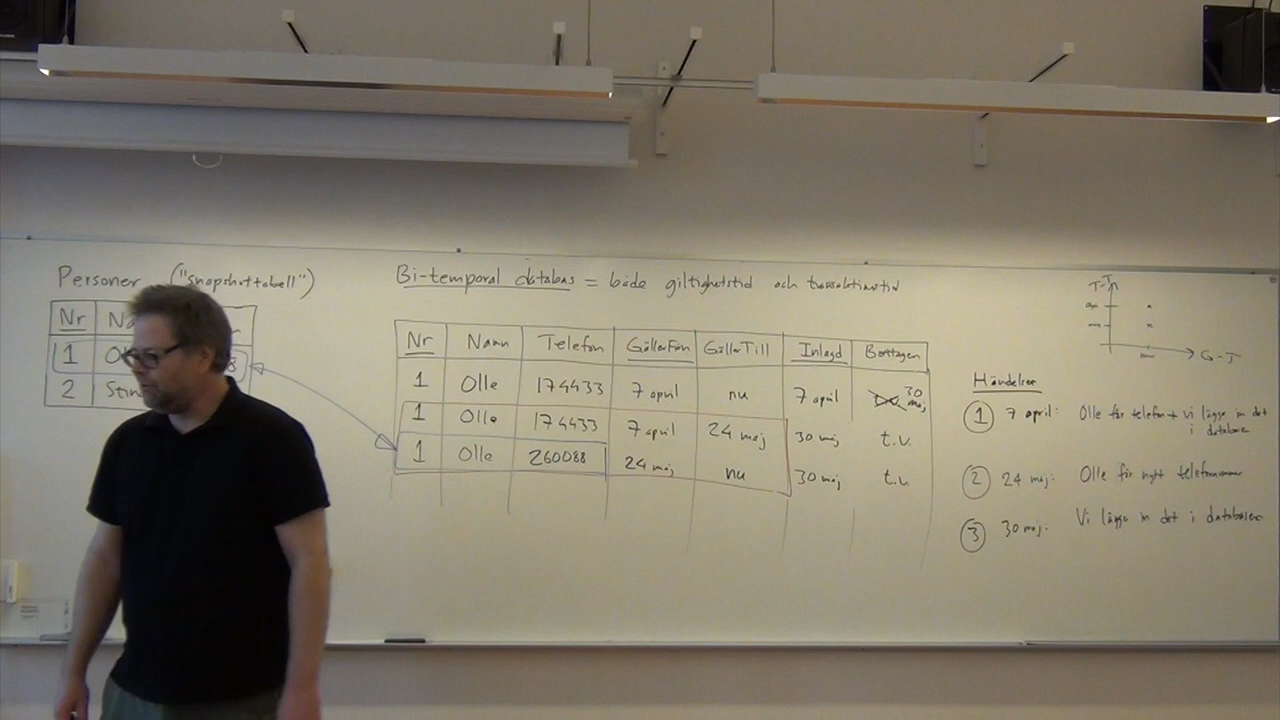 Personer ("snapshottabell")
Nr
1
2 Stin
Bi-temporal databas = både giltighetstid och transaktionstid
Nr Namn Telefon GällerFrån GällerTill Inlagd Borttagen
1 Olle 174433 7 april nu 7 april 30 maj
1 Olle 174433 7 april 24 maj 30 maj t.v.
1 Olle 260088 24 maj nu 30 maj t.v.
T-T
G-T
Händelser
1 7 april: Olle får telefon + vi lägger in det i databasen
2 24 maj: Olle får nytt telefonnummer
3 30 maj: Vi lägger in det i databasen